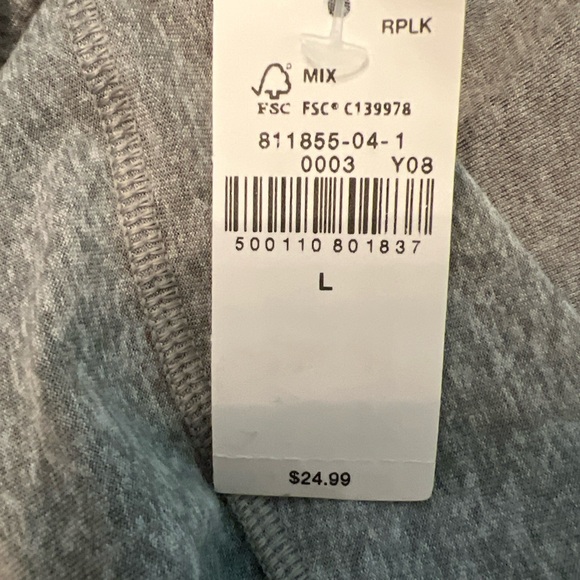 RPLK
MIX
FSC FSC® C139978
811855-04-1
0003 Y08
500110 801837
L
$24.99